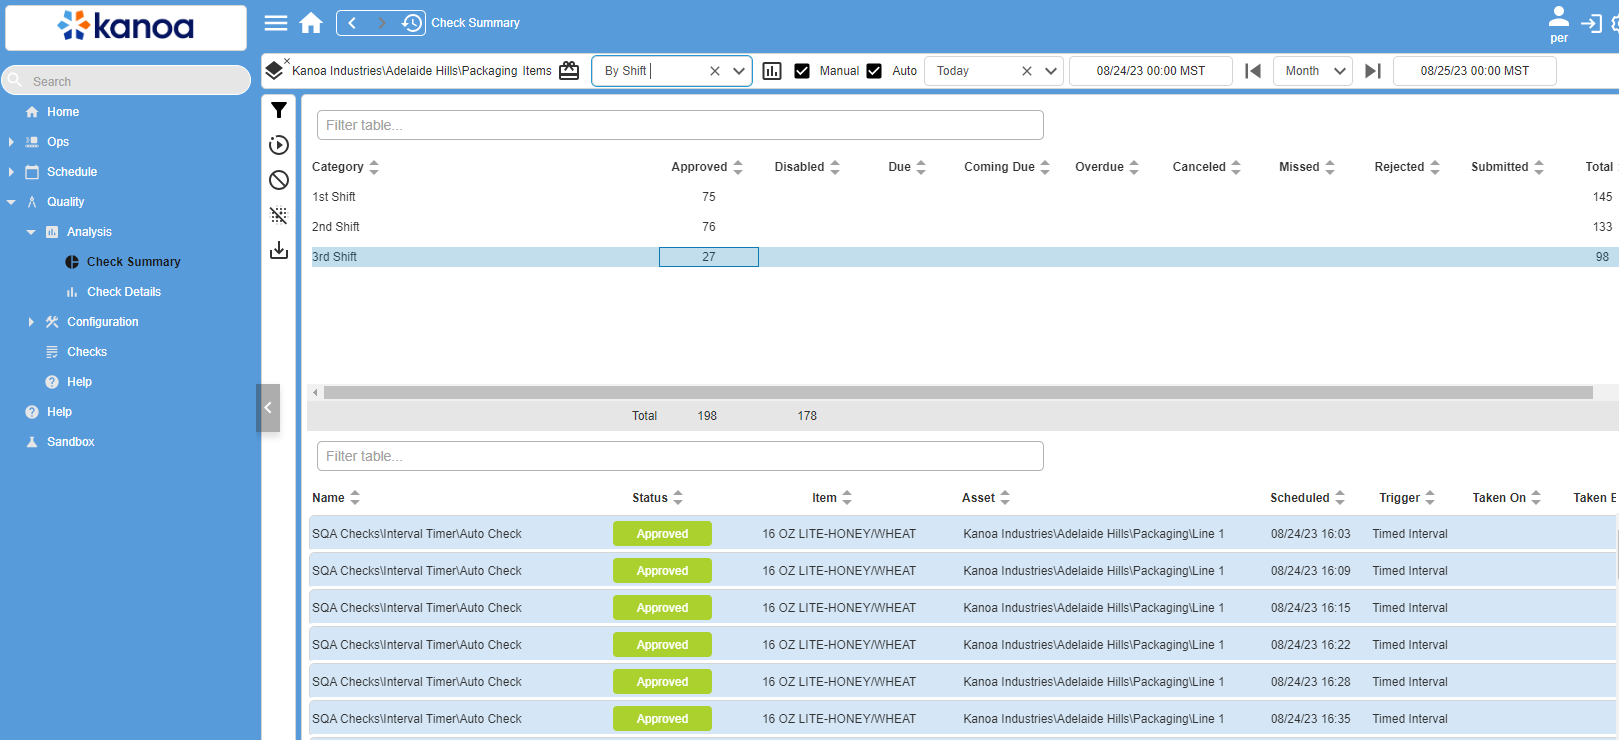 kanoa
Check Summary
per
Search
Kanoa Industries\Adelaide Hills\Packaging Items By Shift Manual Auto Today 08/24/23 00:00 MST Month 08/25/23 00:00 MST
Home
Ops
Schedule
Quality
Analysis
Check Summary
Check Details
Configuration
Checks
Help
Help
Sandbox
Filter table...
Category Approved Disabled Due Coming Due Overdue Canceled Missed Rejected Submitted Total
1st Shift 75 145
2nd Shift 76 133
3rd Shift 27 98
Total 198 178
Filter table...
Name Status Item Asset Scheduled Trigger Taken On Taken
SQA Checks\Interval Timer\Auto Check Approved 16 OZ LITE-HONEY/WHEAT Kanoa Industries\Adelaide Hills\Packaging\Line 1 08/24/23 16:03 Timed Interval
SQA Checks\Interval Timer\Auto Check Approved 16 OZ LITE-HONEY/WHEAT Kanoa Industries\Adelaide Hills\Packaging\Line 1 08/24/23 16:09 Timed Interval
SQA Checks\Interval Timer\Auto Check Approved 16 OZ LITE-HONEY/WHEAT Kanoa Industries\Adelaide Hills\Packaging\Line 1 08/24/23 16:15 Timed Interval
SQA Checks\Interval Timer\Auto Check Approved 16 OZ LITE-HONEY/WHEAT Kanoa Industries\Adelaide Hills\Packaging\Line 1 08/24/23 16:22 Timed Interval
SQA Checks\Interval Timer\Auto Check Approved 16 OZ LITE-HONEY/WHEAT Kanoa Industries\Adelaide Hills\Packaging\Line 1 08/24/23 16:28 Timed Interval
SQA Checks\Interval Timer\Auto Check Approved 16 OZ LITE-HONEY/WHEAT Kanoa Industries\Adelaide Hills\Packaging\Line 1 08/24/23 16:35 Timed Interval